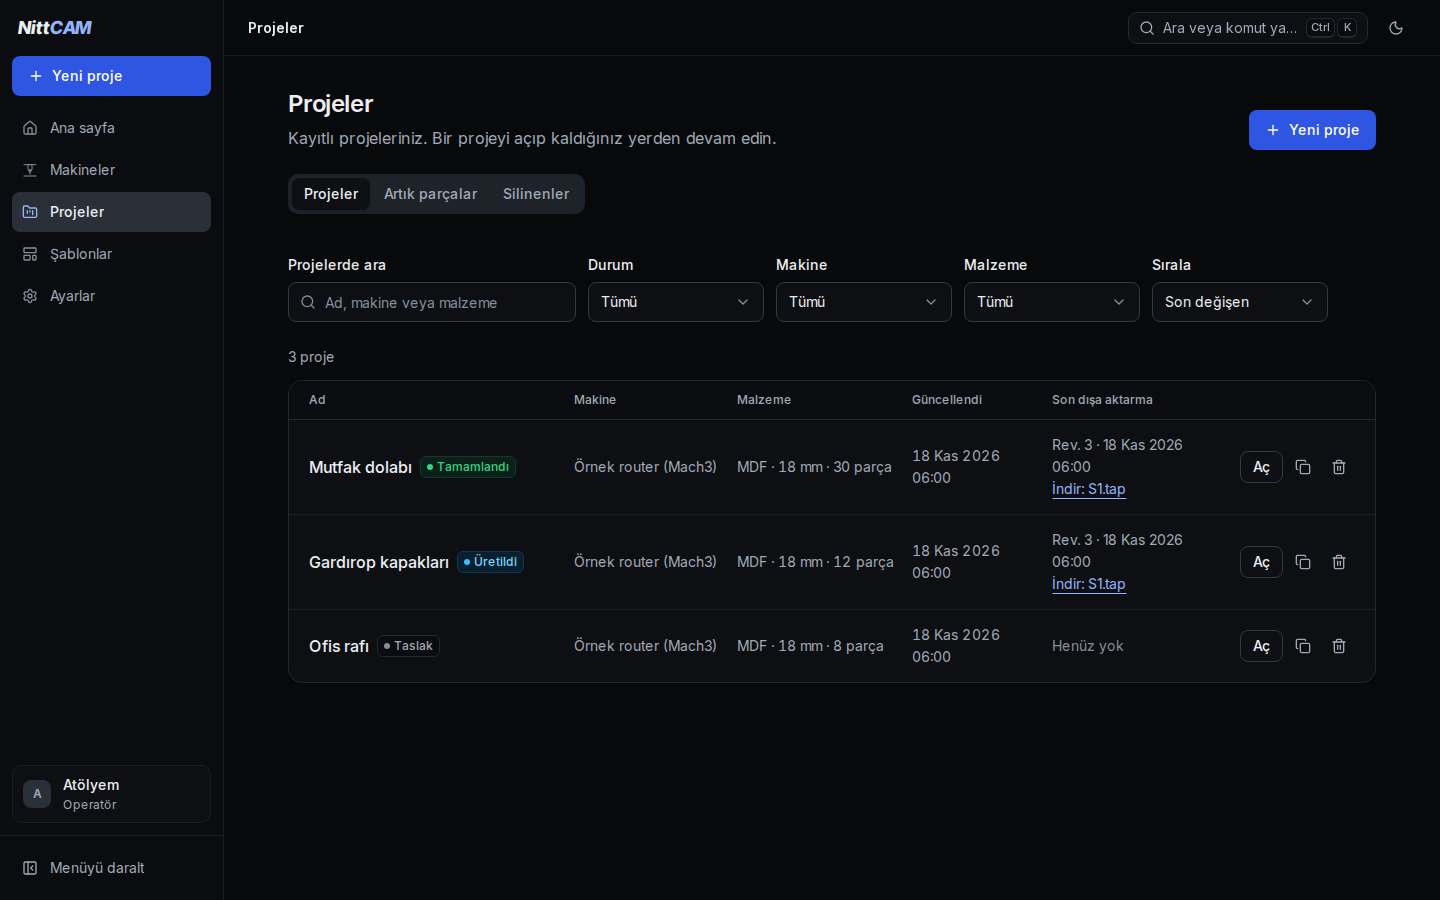 NittCAM
Yeni proje
Ana sayfa
Makineler
Projeler
Şablonlar
Ayarlar
A
Atölyem
Operatör
Menüyü daralt
Projeler
Ara veya komut ya...
Ctrl K
Projeler
Kayıtlı projeleriniz. Bir projeyi açıp kaldığınız yerden devam edin.
Yeni proje
Projeler Artık parçalar Silinenler
Projelerde ara Durum Makine Malzeme Sırala
Ad, makine veya malzeme Tümü Tümü Tümü Son değişen
3 proje
Ad Makine Malzeme Güncellendi Son dışa aktarma
Mutfak dolabı Tamamlandı Örnek router (Mach3) MDF · 18 mm · 30 parça
18 Kas 2026
06:00
Rev. 3 · 18 Kas 2026
06:00
İndir: S1.tap
Aç
Gardırop kapakları Üretildi Örnek router (Mach3) MDF · 18 mm · 12 parça
18 Kas 2026
06:00
Rev. 3 · 18 Kas 2026
06:00
İndir: S1.tap
Aç
Ofis rafı Taslak Örnek router (Mach3) MDF · 18 mm · 8 parça
18 Kas 2026
06:00
Henüz yok
Aç